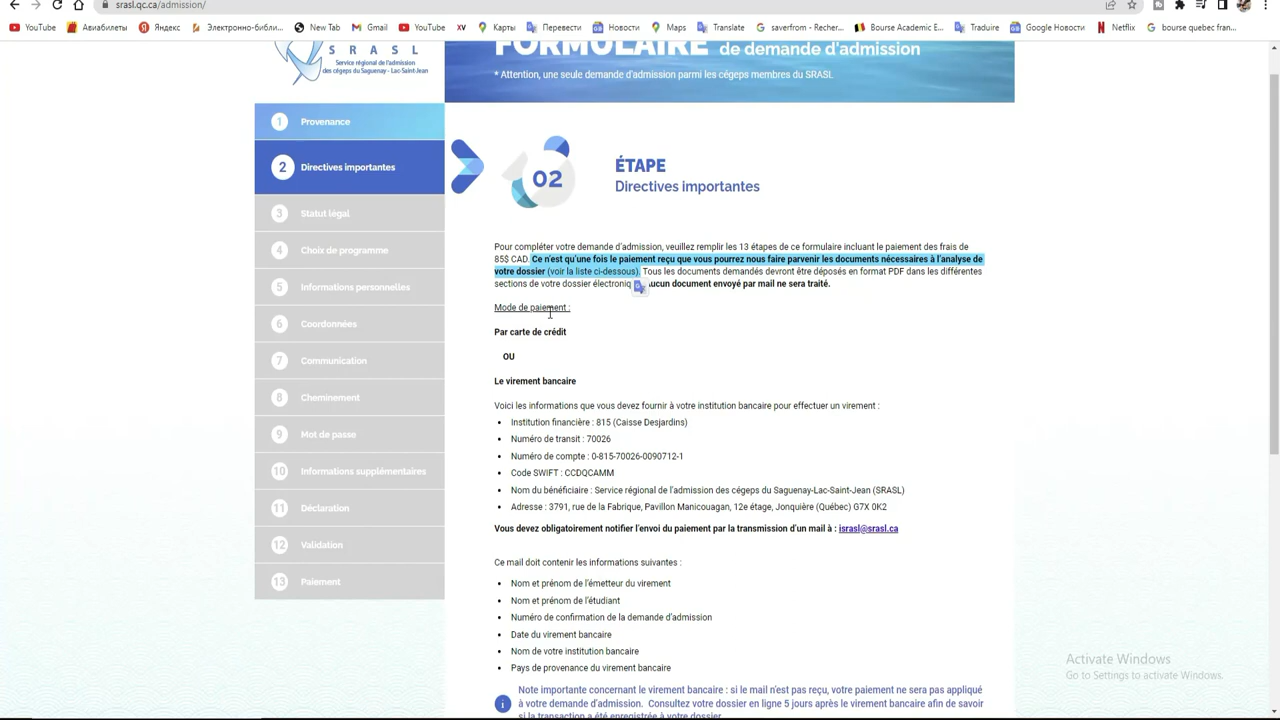 srasl.qc.ca/admission/
YouTube
Авиабилеты
Яндекс
Электронно-библи...
New Tab
Gmail
YouTube
XV
Карты
Перевести
Новости
Maps
Translate
saverfrom - Recher...
Bourse Academic E...
Traduire
Google Новости
Netflix
bourse quebec fran...
S R A S L
Service régional de l'admission
des cégeps du Saguenay - Lac-Saint-Jean
FORMULAIRE de demande d'admission
* Attention, une seule demande d'admission parmi les cégeps membres du SRASL
1 Provenance
2 Directives importantes
3 Statut légal
4 Choix de programme
5 Informations personnelles
6 Coordonnées
7 Communication
8 Cheminement
9 Mot de passe
10 Informations supplémentaires
11 Déclaration
12 Validation
13 Paiement
02
ÉTAPE
Directives importantes
Pour compléter votre demande d'admission, veuillez remplir les 13 étapes de ce formulaire incluant le paiement des frais de
85$ CAD. Ce n'est qu'une fois le paiement reçu que vous pourrez nous faire parvenir les documents nécessaires à l'analyse de
votre dossier (voir la liste ci-dessous). Tous les documents demandés devront être déposés en format PDF dans les différentes
sections de votre dossier électroniq ucun document envoyé par mail ne sera traité.
Mode de paiement :
Par carte de crédit
OU
Le virement bancaire
Voici les informations que vous devez fournir à votre institution bancaire pour effectuer un virement :
• Institution financière : 815 (Caisse Desjardins)
• Numéro de transit : 70026
• Numéro de compte : 0-815-70026-0090712-1
• Code SWIFT : CCDQCAMM
• Nom du bénéficiaire : Service régional de l'admission des cégeps du Saguenay-Lac-Saint-Jean (SRASL)
• Adresse : 3791, rue de la Fabrique, Pavillon Manicouagan, 12e étage, Jonquière (Québec) G7X 0K2
Vous devez obligatoirement notifier l'envoi du paiement par la transmission d'un mail à : israsl@srasl.ca
Ce mail doit contenir les informations suivantes :
• Nom et prénom de l'émetteur du virement
• Nom et prénom de l'étudiant
• Numéro de confirmation de la demande d'admission
• Date du virement bancaire
• Nom de votre institution bancaire
• Pays de provenance du virement bancaire
i Note importante concernant le virement bancaire : si le mail n'est pas reçu, votre paiement ne sera pas appliqué
à votre demande d'admission. Consultez votre dossier en ligne 5 jours après le virement bancaire afin de savoir
si la transaction a été enregistrée à votre dossier.
Activate Windows
Go to Settings to activate Windows.